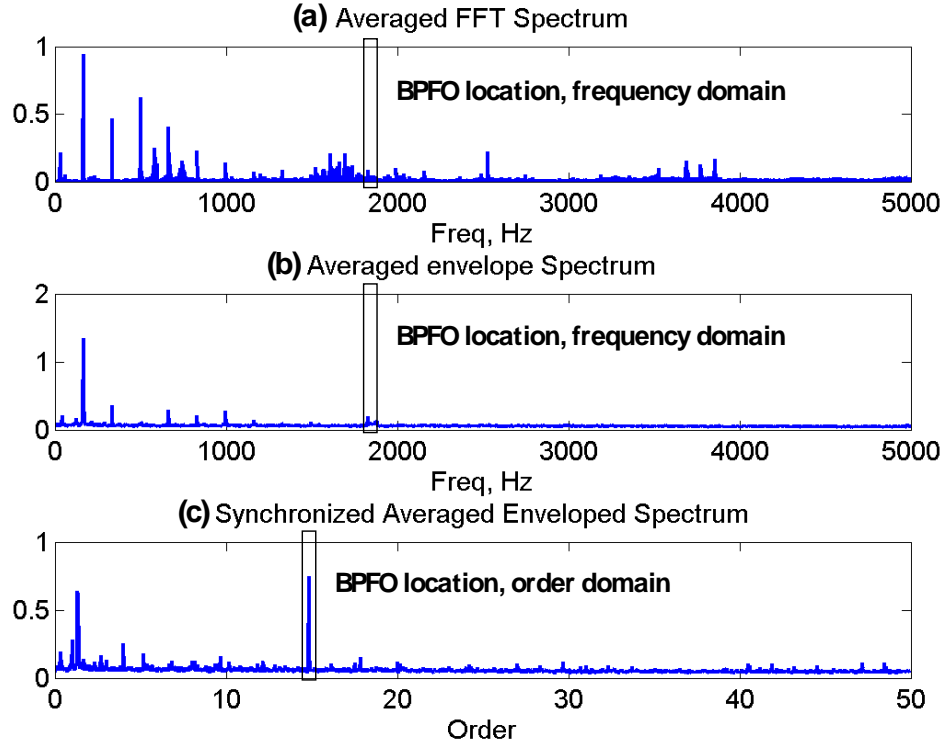 (a) Averaged FFT Spectrum
1
BPFO location, frequency domain
0.5
0
0 1000 2000 3000 4000 5000
Freq, Hz
(b) Averaged envelope Spectrum
2
BPFO location, frequency domain
1
0
0 1000 2000 3000 4000 5000
Freq, Hz
(c) Synchronized Averaged Enveloped Spectrum
1
BPFO location, order domain
0.5
0
0 10 20 30 40 50
Order